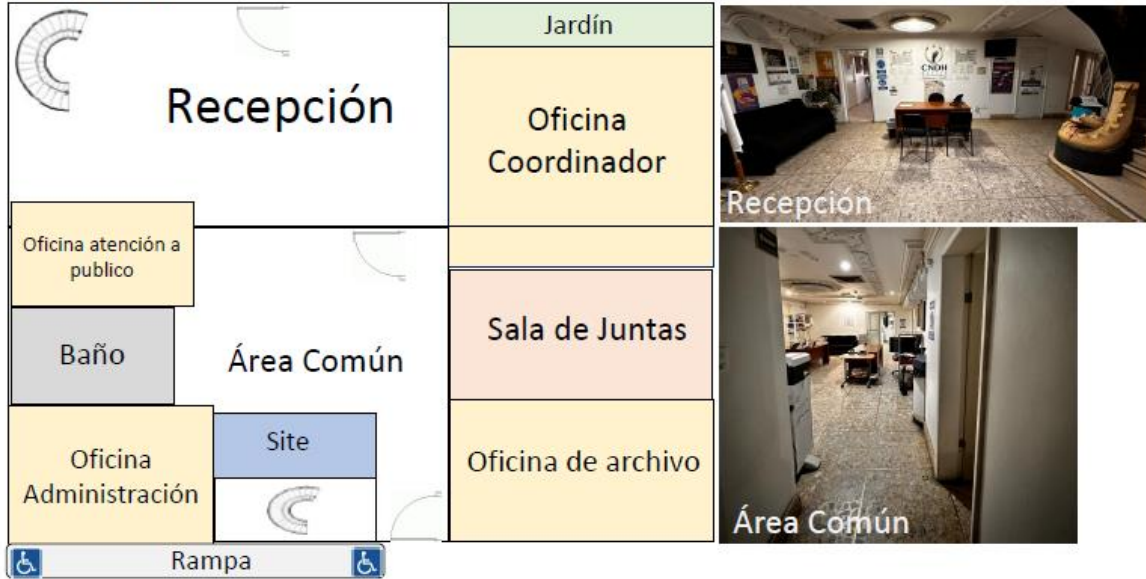 Recepción
Jardín
Oficina
Coordinador
Oficina atención a
publico
Baño
Área Común
Sala de Juntas
Site
Oficina
Administración
Oficina de archivo
Rampa
CNDH
Recepción
Área Común